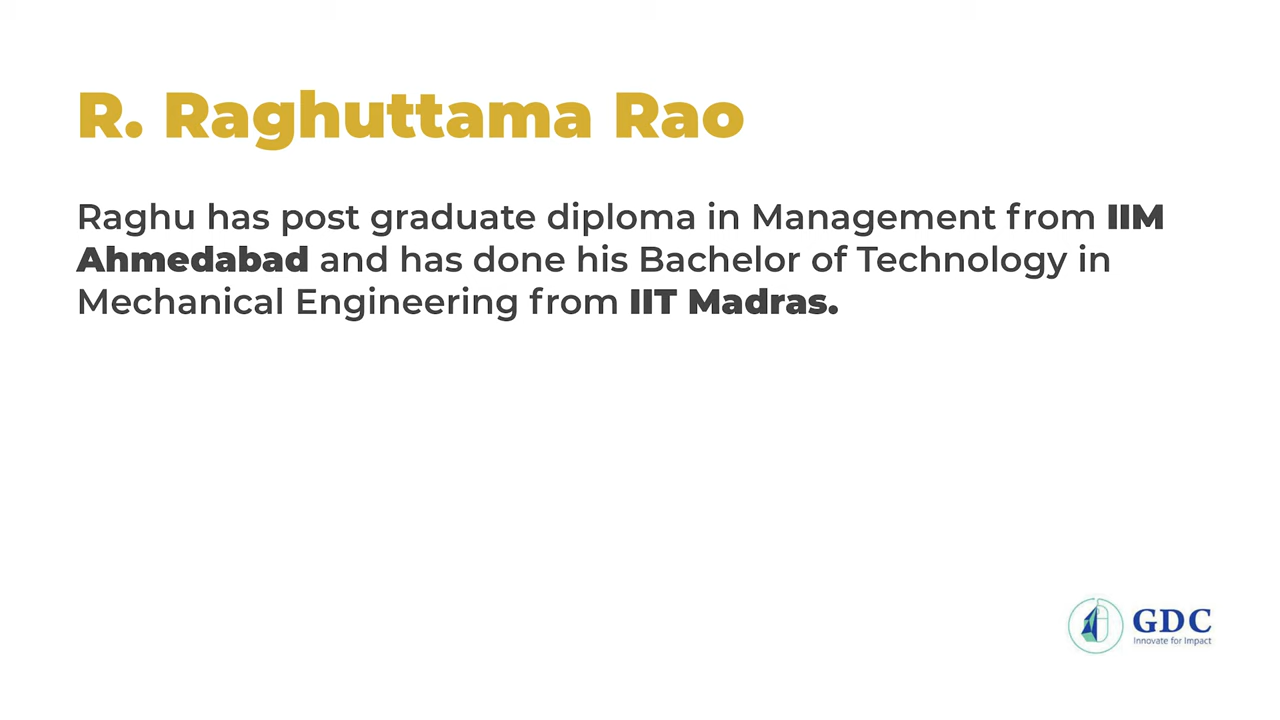 R. Raghuttama Rao
Raghu has post graduate diploma in Management from IIM
Ahmedabad and has done his Bachelor of Technology in
Mechanical Engineering from IIT Madras.
GDC
Innovate for Impact